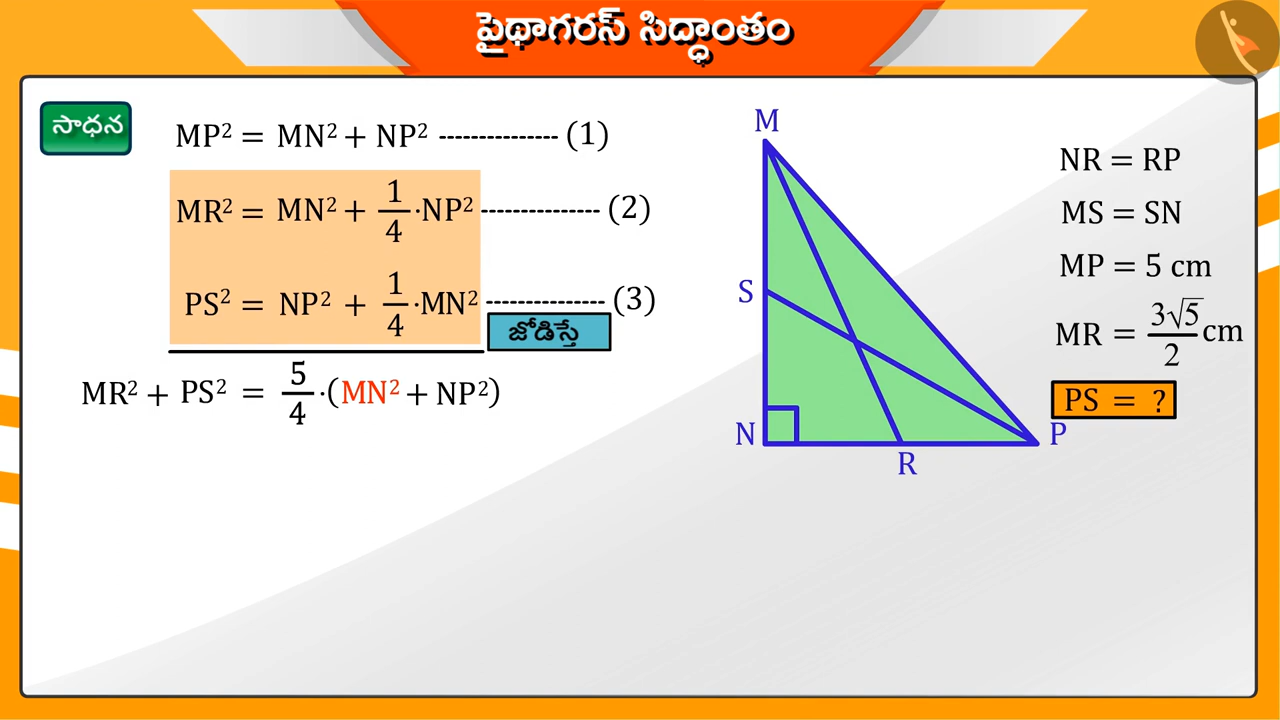 పైథాగరస్ సిద్ధాంతం
సాధన
MP² = MN² + NP² --------------- (1)
MR² = MN² + 1/4 ·NP² --------------- (2)
PS² = NP² + 1/4 ·MN² --------------- (3)
జోడిస్తే
MR² + PS² = 5/4 ·(MN² + NP²)
M
S
N
R
P
NR = RP
MS = SN
MP = 5 cm
MR = 3√5/2 cm
PS = ?